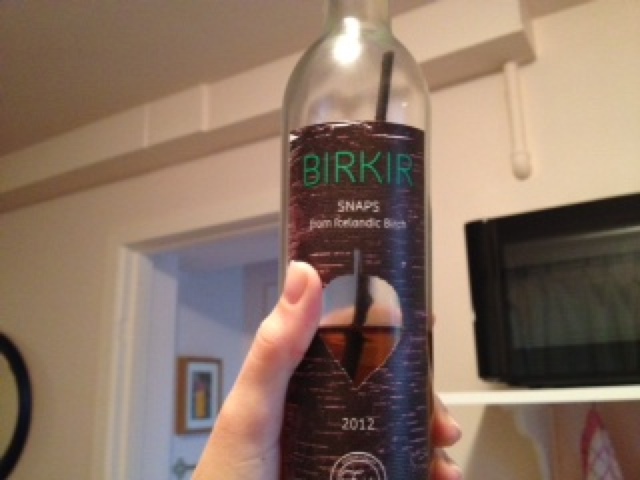 BIRKIR
SNAPS
from Icelandic Birch
2012